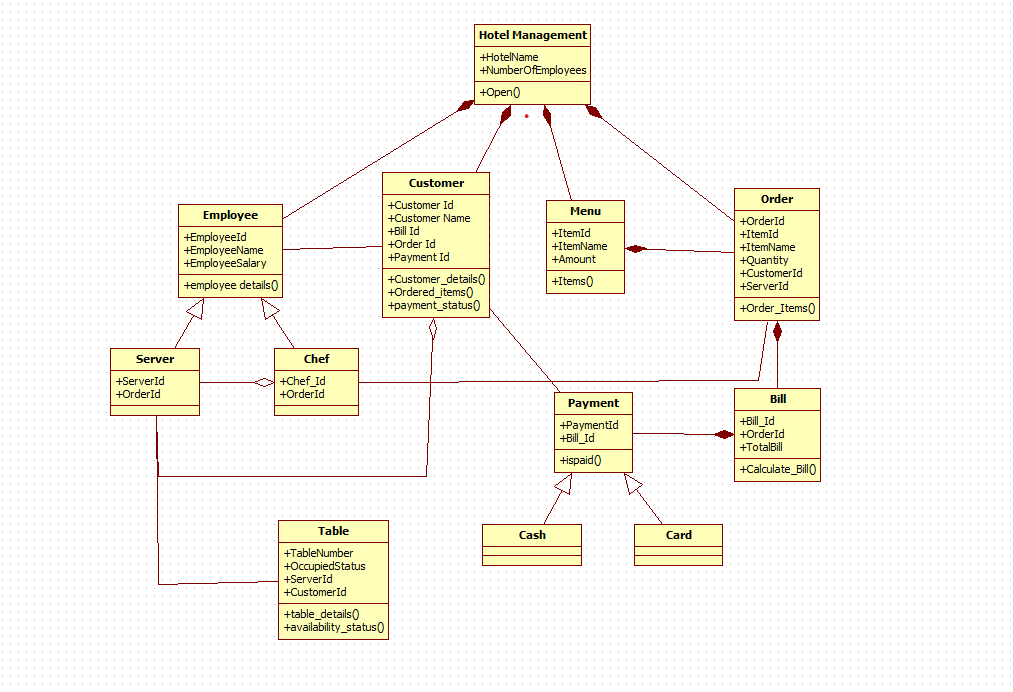 Hotel Management
+HotelName
+NumberOfEmployees
+Open()
Customer
+Customer Id
+Customer Name
+Bill Id
+Order Id
+Payment Id
+Customer_details()
+Ordered_items()
+payment_status()
Employee
+EmployeeId
+EmployeeName
+EmployeeSalary
+employee details()
Menu
+ItemId
+ItemName
+Amount
+Items()
Order
+OrderId
+ItemId
+ItemName
+Quantity
+CustomerId
+ServerId
+Order_Items()
Server
+ServerId
+OrderId
Chef
+Chef_Id
+OrderId
Payment
+PaymentId
+Bill_Id
+ispaid()
Bill
+Bill_Id
+OrderId
+TotalBill
+Calculate_Bill()
Cash
Card
Table
+TableNumber
+OccupiedStatus
+ServerId
+CustomerId
+table_details()
+availability_status()